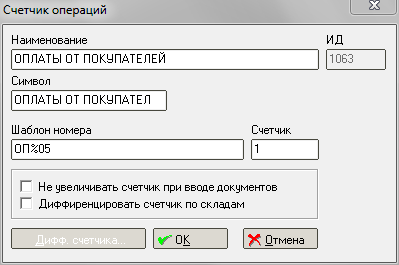 Счетчик операций
Наименование ИД
ОПЛАТЫ ОТ ПОКУПАТЕЛЕЙ 1063
Символ
ОПЛАТЫ ОТ ПОКУПАТЕЛ
Шаблон номера Счетчик
ОП%05 1
Не увеличивать счетчик при вводе документов
Диффиренцировать счетчик по складам
Дифф. счетчика... OK Отмена